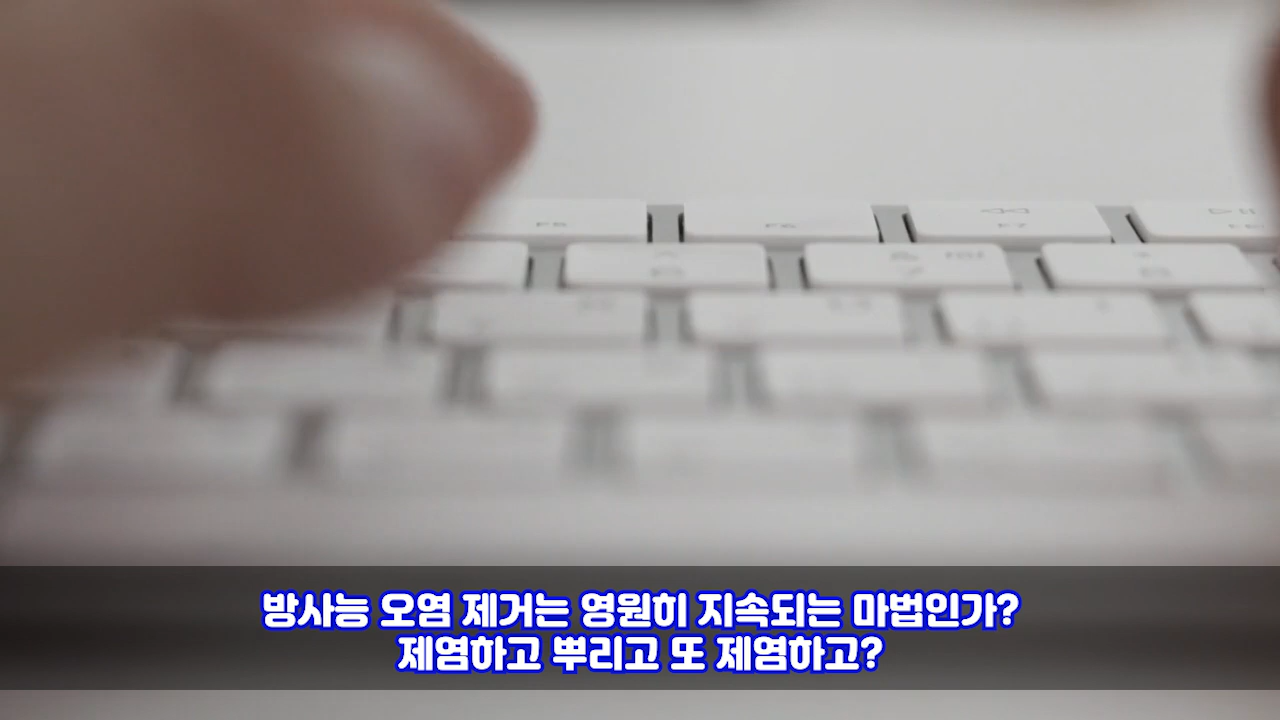 F7
방사능 오염 제거는 영원히 지속되는 마법인가?
제염하고 뿌리고 또 제염하고?